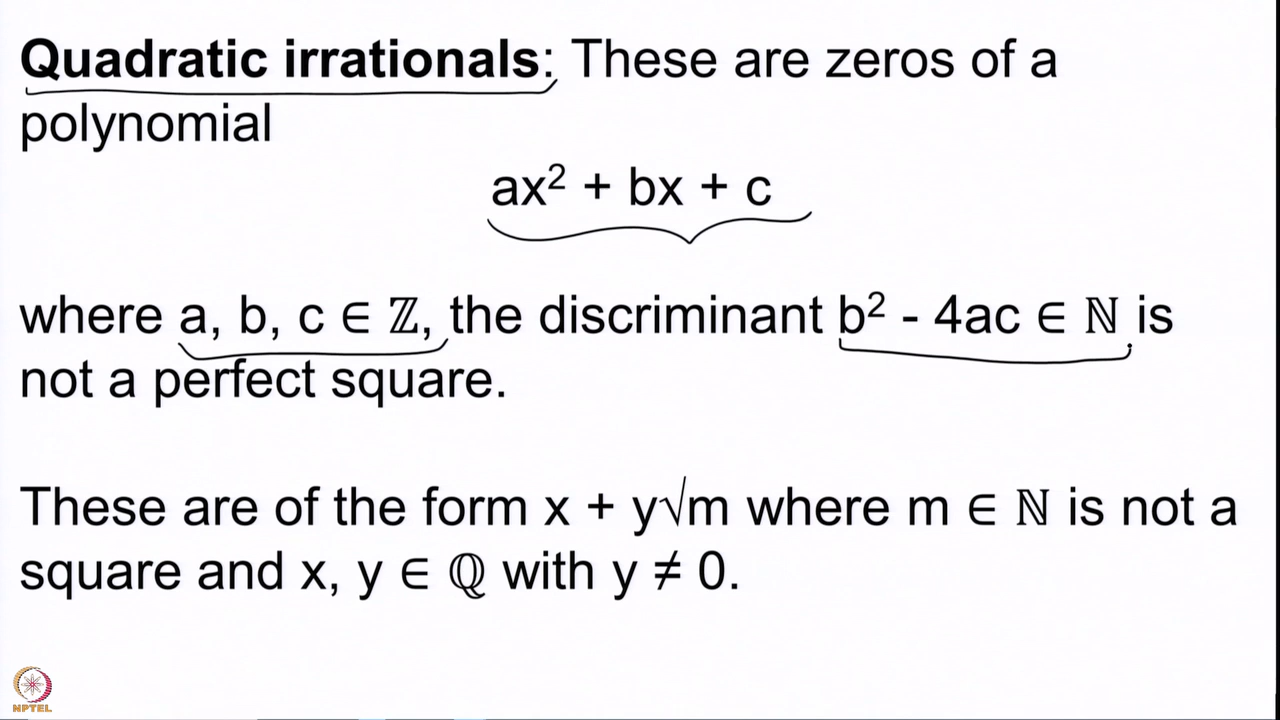 Quadratic irrationals: These are zeros of a
polynomial
ax² + bx + c
where a, b, c ∈ ℤ, the discriminant b² - 4ac ∈ ℕ is
not a perfect square.
These are of the form x + y√m where m ∈ ℕ is not a
square and x, y ∈ ℚ with y ≠ 0.
NPTEL